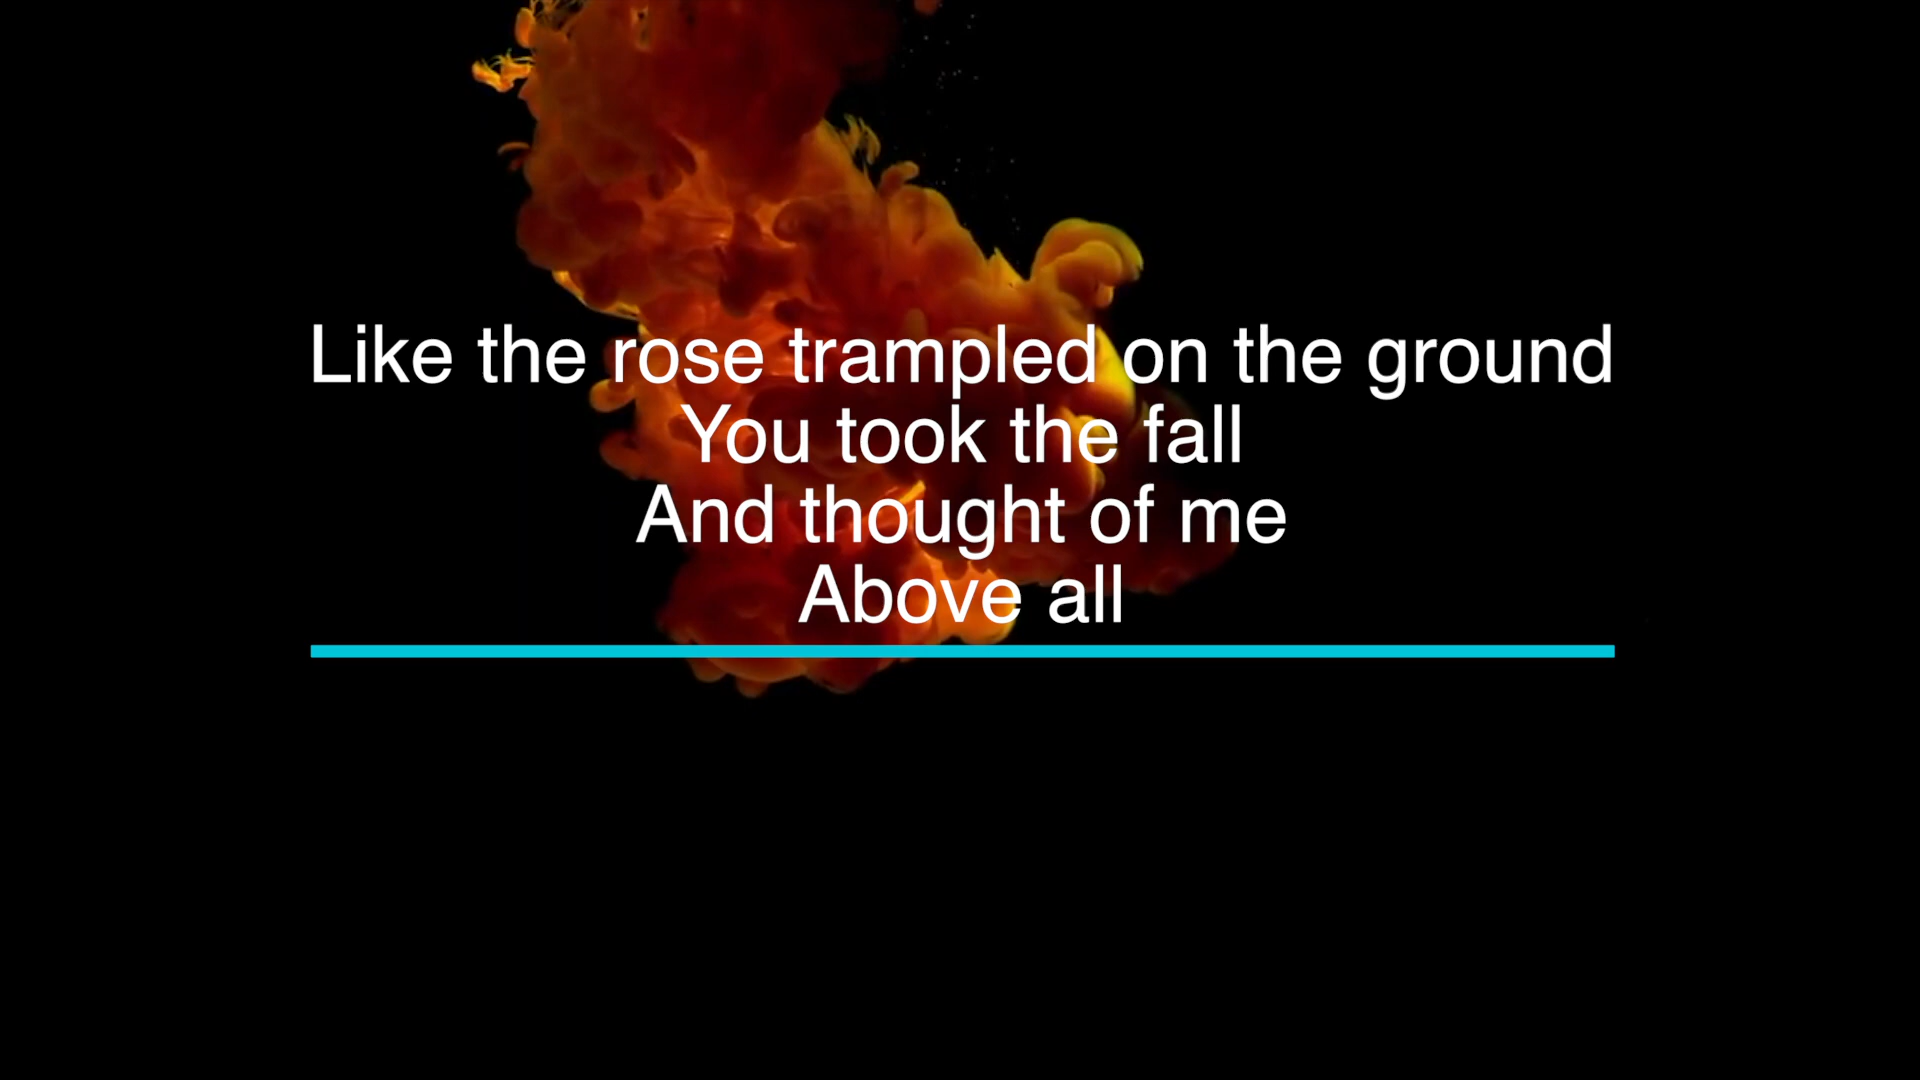 Like the rose trampled on the ground
You took the fall
And thought of me
Above all